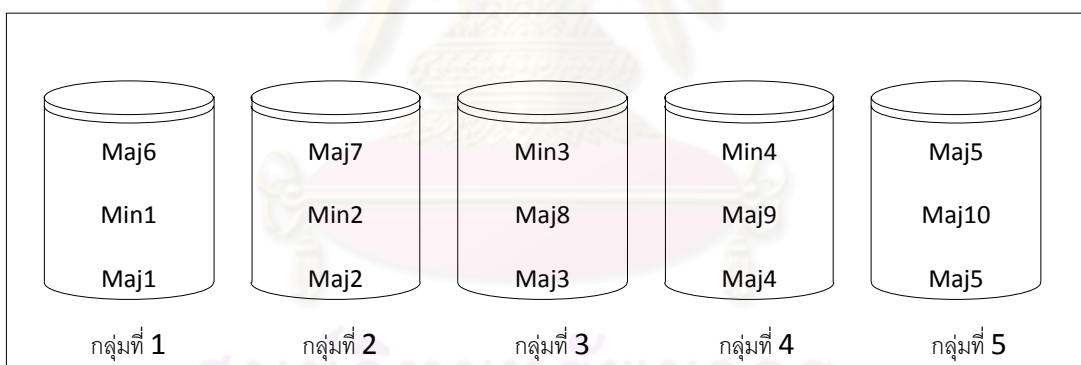 Maj6 Maj7 Min3 Min4 Maj5
Min1 Min2 Maj8 Maj9 Maj10
Maj1 Maj2 Maj3 Maj4 Maj5
กลุ่มที่ 1 กลุ่มที่ 2 กลุ่มที่ 3 กลุ่มที่ 4 กลุ่มที่ 5